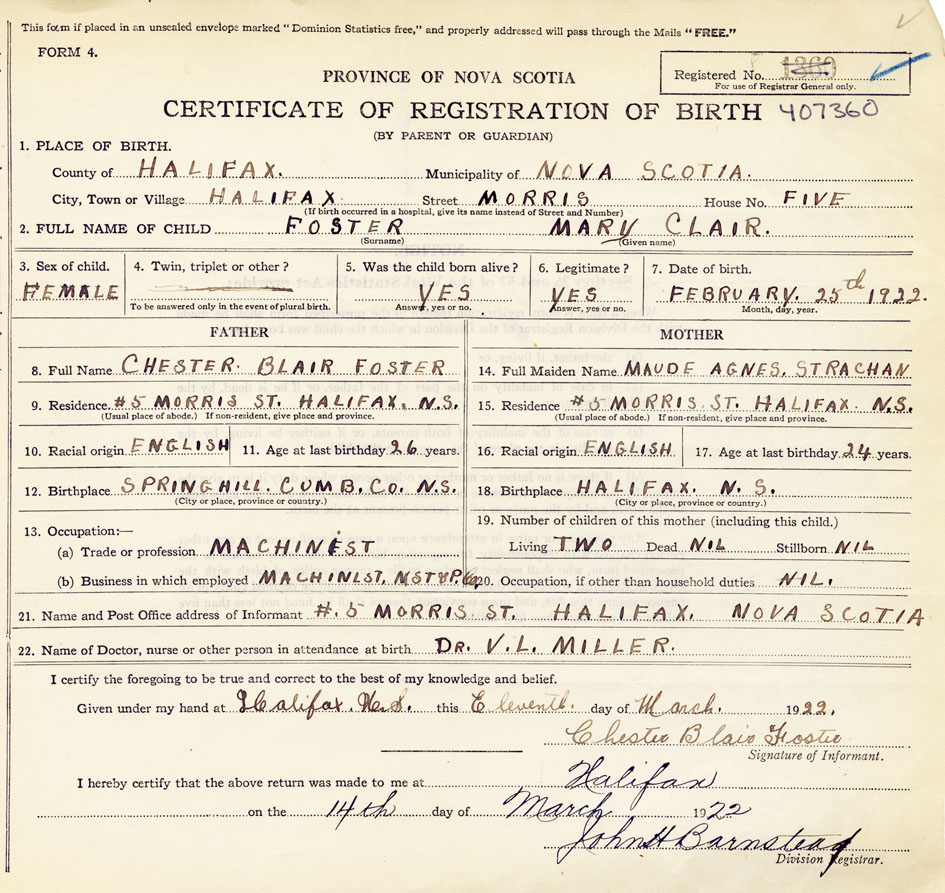 This form if placed in an unsealed envelope marked "Dominion Statistics free," and properly addressed will pass through the Mails "FREE."
FORM 4.
Registered No. 1360
For use of Registrar General only.
PROVINCE OF NOVA SCOTIA
CERTIFICATE OF REGISTRATION OF BIRTH 407360
(BY PARENT OR GUARDIAN)
1. PLACE OF BIRTH.
County of HALIFAX. Municipality of NOVA SCOTIA.
City, Town or Village HALIFAX Street MORRIS House No. FIVE
(If birth occurred in a hospital, give its name instead of Street and Number)
2. FULL NAME OF CHILD FOSTER MARY CLAIR.
(Surname) (Given name)
3. Sex of child. 4. Twin, triplet or other? 5. Was the child born alive? 6. Legitimate? 7. Date of birth.
FEMALE YES YES FEBRUARY. 25th 1922.
To be answered only in the event of plural birth. Answer, yes or no. Answer, yes or no. Month, day, year.
FATHER MOTHER
8. Full Name CHESTER. BLAIR FOSTER 14. Full Maiden Name MAUDE AGNES. STRACHAN
9. Residence. #5 MORRIS ST. HALIFAX. N.S. 15. Residence #5 MORRIS. ST. HALIFAX. N.S.
(Usual place of abode.) If non-resident, give place and province. (Usual place of abode.) If non-resident, give place and province.
10. Racial origin ENGLISH 11. Age at last birthday 26 years. 16. Racial origin ENGLISH 17. Age at last birthday 24 years.
12. Birthplace SPRINGHILL. CUMB. CO. N.S. 18. Birthplace HALIFAX. N. S.
(City or place, province or country.) (City or place, province or country.)
13. Occupation:— 19. Number of children of this mother (including this child.)
(a) Trade or profession MACHINIST Living TWO Dead NIL Stillborn NIL
(b) Business in which employed MACHINIST. 20. Occupation, if other than household duties NIL.
21. Name and Post Office address of Informant #. 5 MORRIS ST. HALIFAX. NOVA SCOTIA
22. Name of Doctor, nurse or other person in attendance at birth DR. V. L. MILLER.
I certify the foregoing to be true and correct to the best of my knowledge and belief.
Given under my hand at Halifax. N.S. this Eleventh. day of March. 1922.
Chester Blair Foster
Signature of Informant.
I hereby certify that the above return was made to me at Halifax
on the 14th day of March 1922
John H Barnstead
Division Registrar.